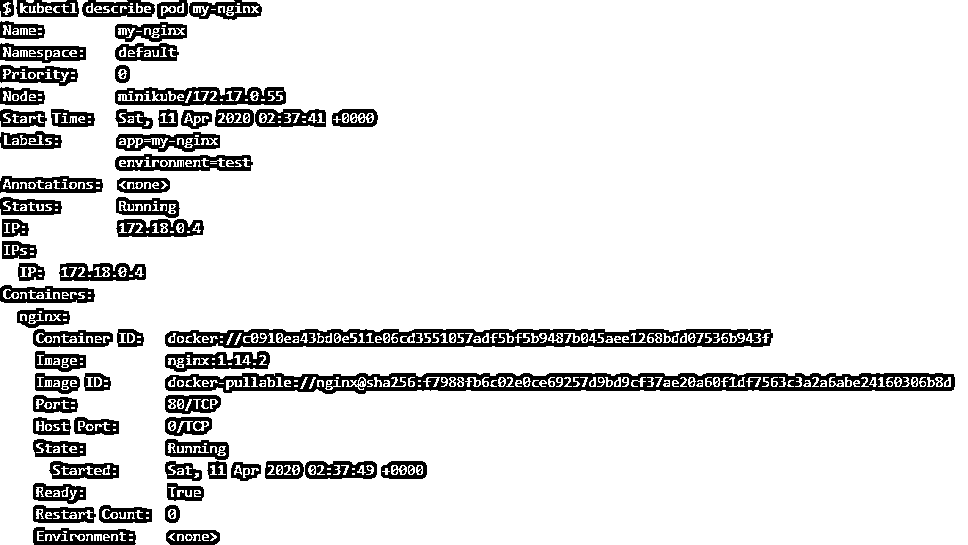 $ kubectl describe pod my-nginx
Name: my-nginx
Namespace: default
Priority: 0
Node: minikube/172.17.0.55
Start Time: Sat, 11 Apr 2020 02:37:41 +0000
Labels: app=my-nginx
environment=test
Annotations: <none>
Status: Running
IP: 172.18.0.4
IPs:
IP: 172.18.0.4
Containers:
nginx:
Container ID: docker://c0910ea43bd0e511e06cd3551057adf5bf5b9487b045aee1268bdd07536b943f
Image: nginx:1.14.2
Image ID: docker-pullable://nginx@sha256:f7988fb6c02e0ce69257d9bd9cf37ae20a60f1df7563c3a2a6abe24160306b8d
Port: 80/TCP
Host Port: 0/TCP
State: Running
Started: Sat, 11 Apr 2020 02:37:49 +0000
Ready: True
Restart Count: 0
Environment: <none>